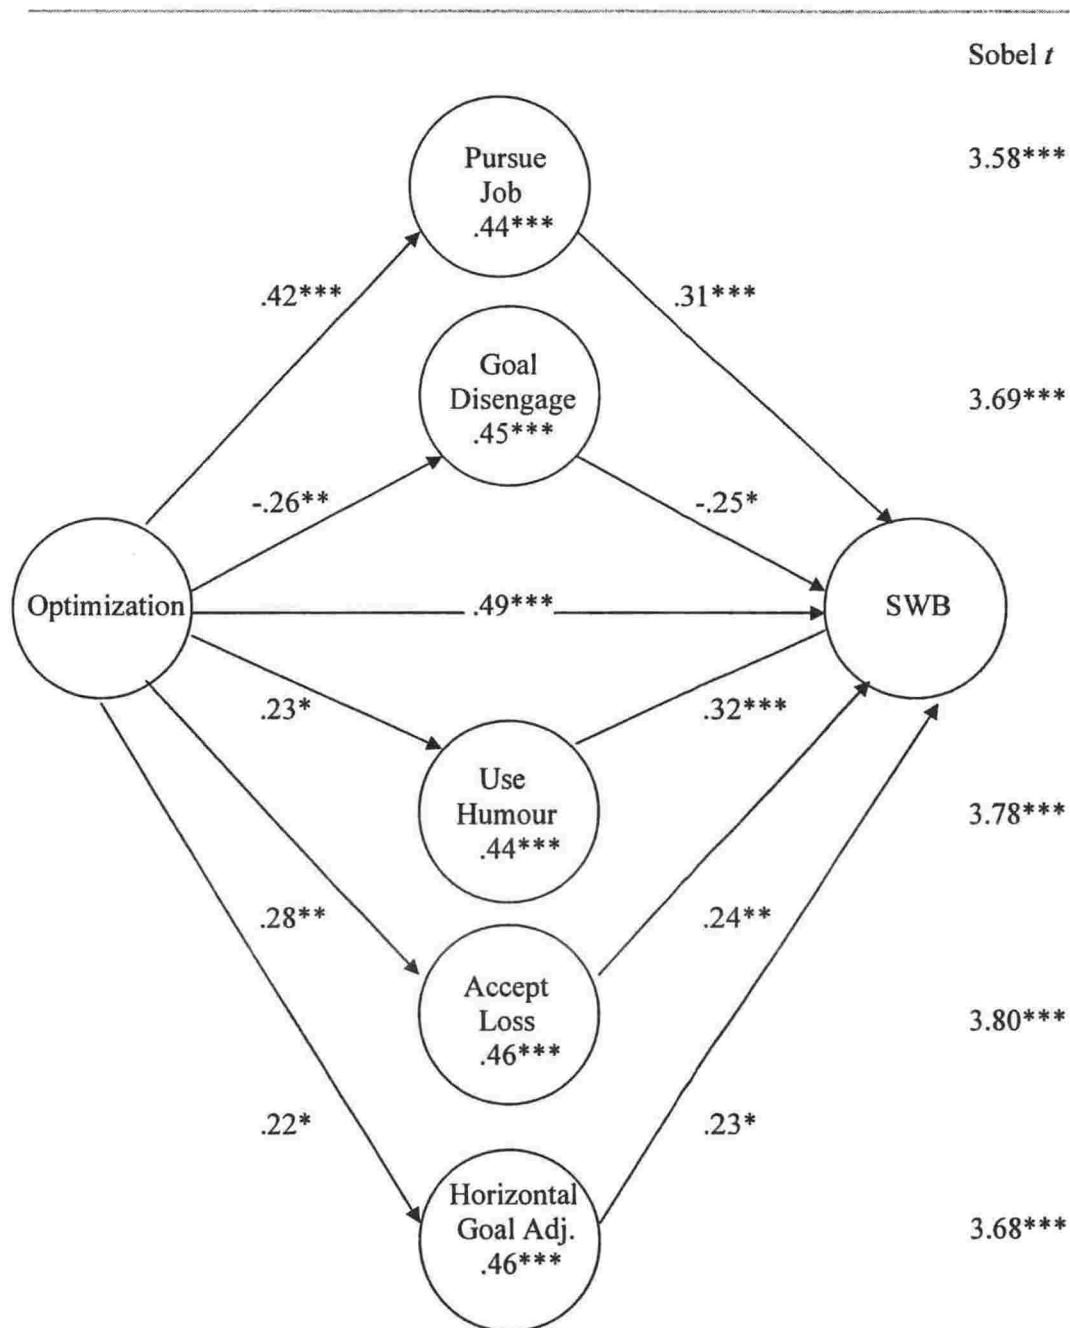 Sobel t
Pursue
Job
.44***
3.58***
.42***
.31***
Goal
Disengage
.45***
3.69***
-.26**
-.25*
Optimization
.49***
SWB
.23*
.32***
Use
Humour
.44***
3.78***
.28**
.24**
Accept
Loss
.46***
3.80***
.22*
.23*
Horizontal
Goal Adj.
.46***
3.68***